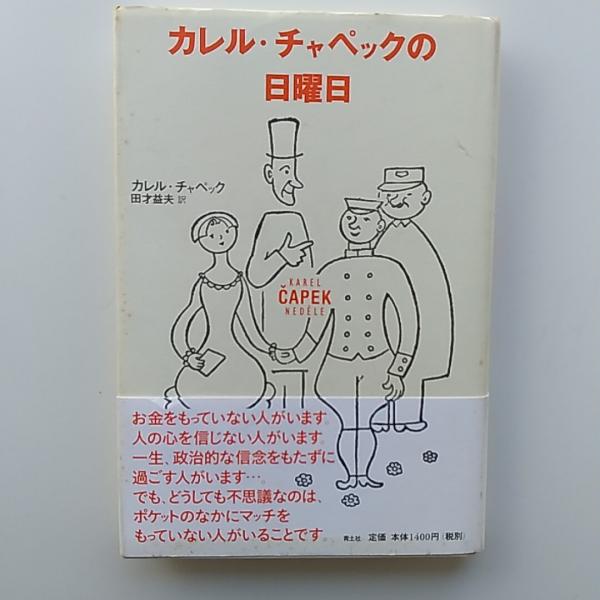 カレル・チャペックの
日曜日
カレル・チャペック
田才益夫 訳
KAREL
ČAPEK
NEDĚLE
お金をもっていない人がいます。
人の心を信じない人がいます。
一生、政治的な信念をもたずに
過ごす人がいます…。
でも、どうしても不思議なのは、
ポケットのなかにマッチを
もっていない人がいることです。
青土社 定価 本体1400円(税別)